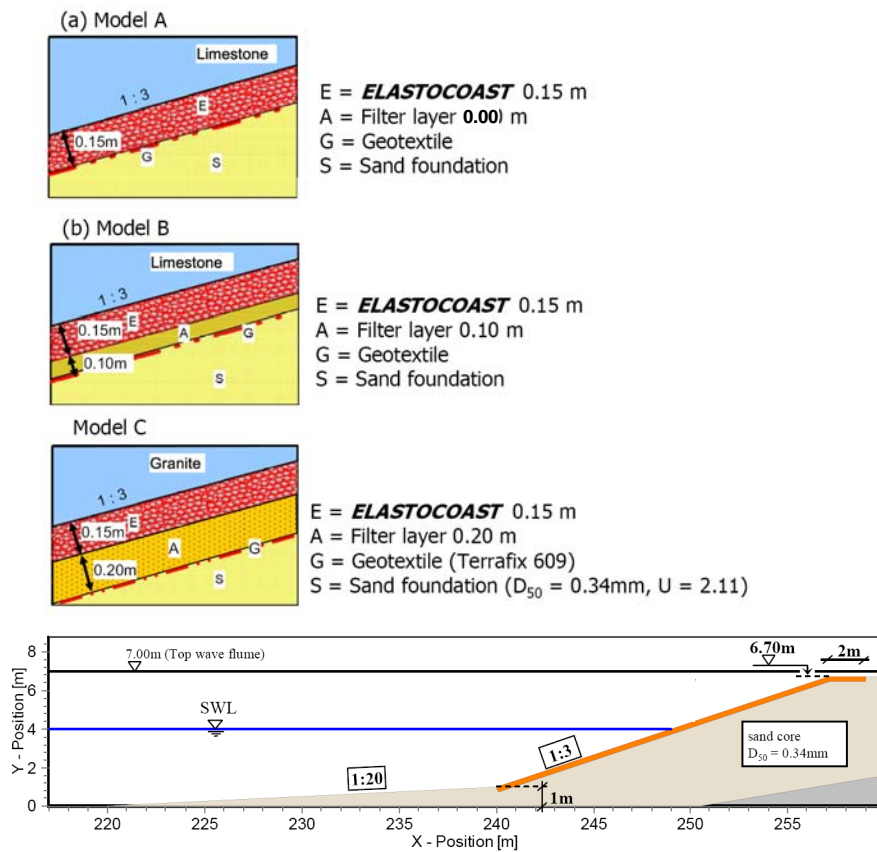 (a) Model A
Limestone
1 : 3
E
0.15m
G
S
E = ELASTOCOAST 0.15 m
A = Filter layer 0.00) m
G = Geotextile
S = Sand foundation
(b) Model B
Limestone
1 : 3
E
0.15m
A
G
0.10m
S
E = ELASTOCOAST 0.15 m
A = Filter layer 0.10 m
G = Geotextile
S = Sand foundation
Model C
Granite
1 : 3
E
0.15m
A
G
0.20m
S
E = ELASTOCOAST 0.15 m
A = Filter layer 0.20 m
G = Geotextile (Terrafix 609)
S = Sand foundation (D50 = 0.34mm, U = 2.11)
8
6
4
2
0
Y - Position [m]
7.00m (Top wave flume)
6.70m
2m
SWL
1:3
1:20
1m
sand core
D50 = 0.34mm
220
225
230
235
240
245
250
255
X - Position [m]